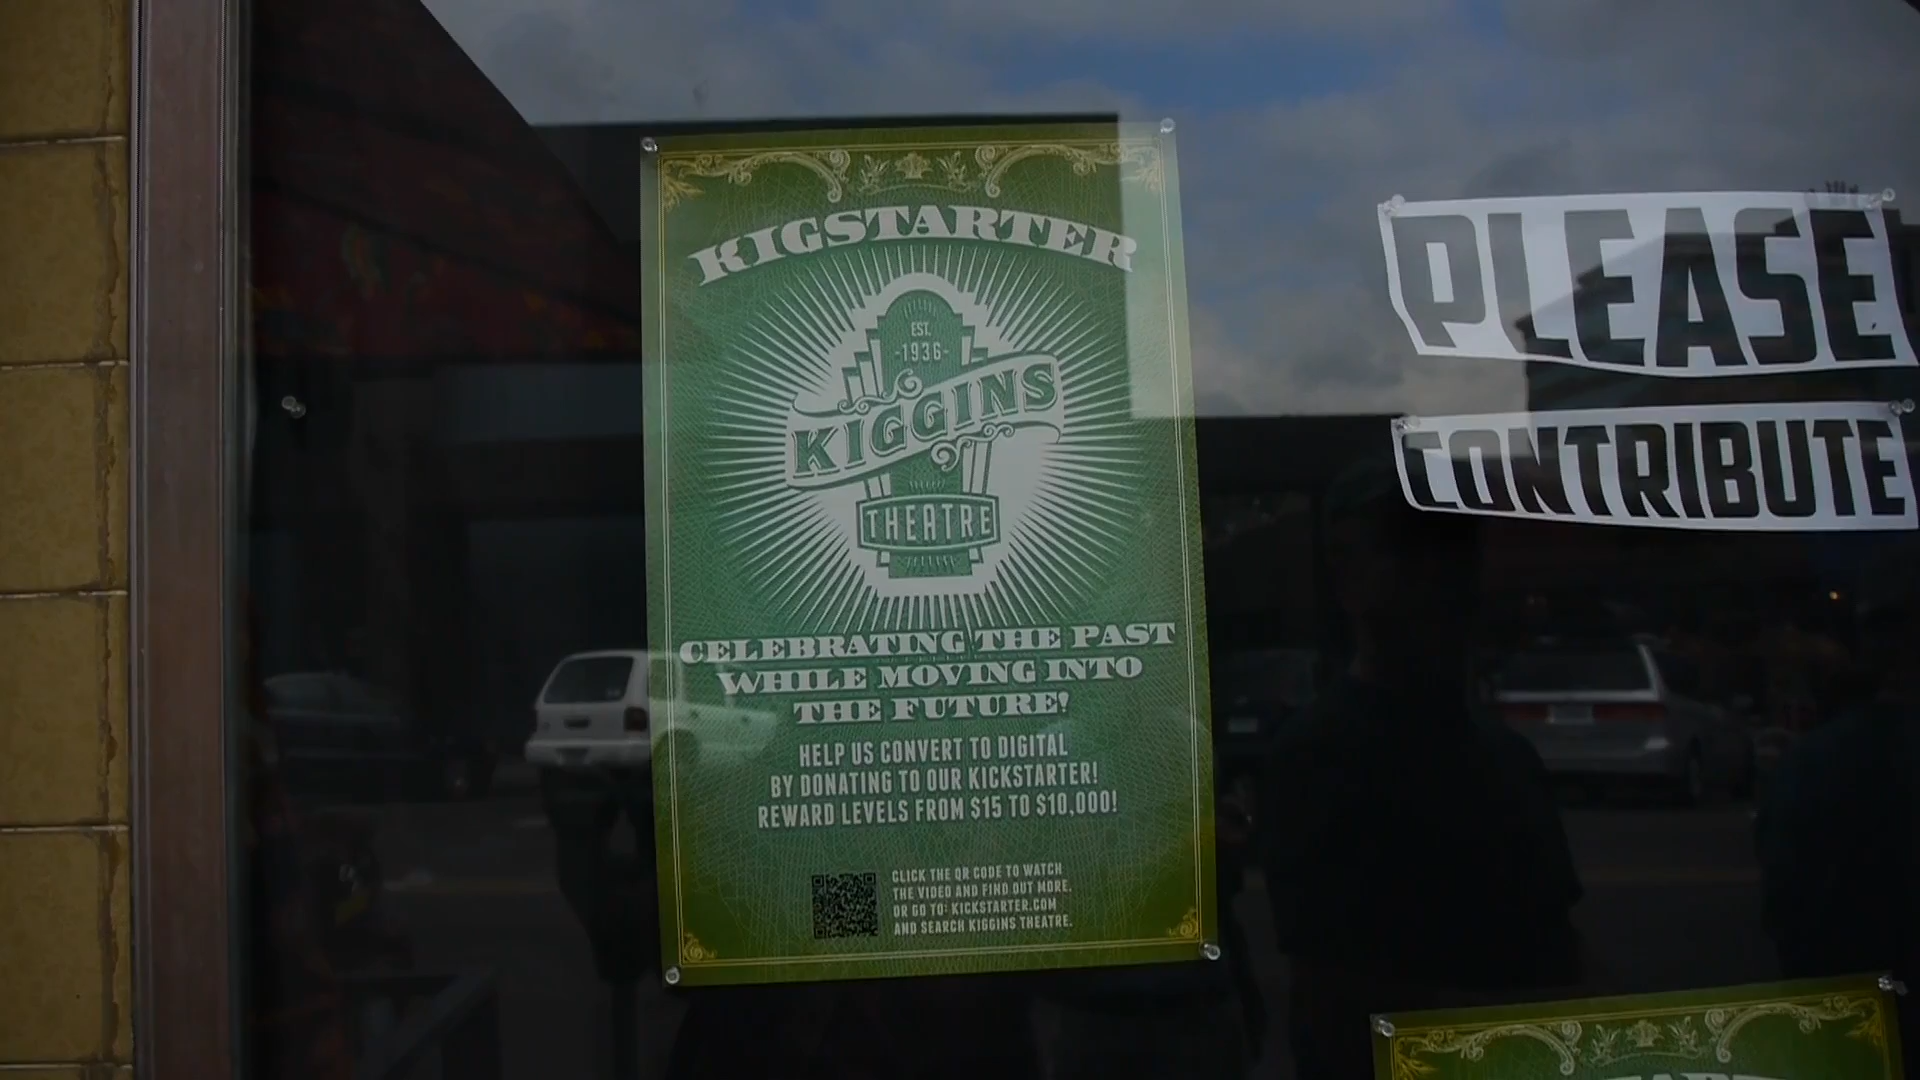 KIGSTARTER
EST.
-1936-
KIGGINS
THEATRE
CELEBRATING THE PAST
WHILE MOVING INTO
THE FUTURE!
HELP US CONVERT TO DIGITAL
BY DONATING TO OUR KICKSTARTER!
REWARD LEVELS FROM $15 TO $10,000!
CLICK THE QR CODE TO WATCH
THE VIDEO AND FIND OUT MORE.
OR GO TO: KICKSTARTER.COM
AND SEARCH KIGGINS THEATRE.
PLEASE
CONTRIBUTE